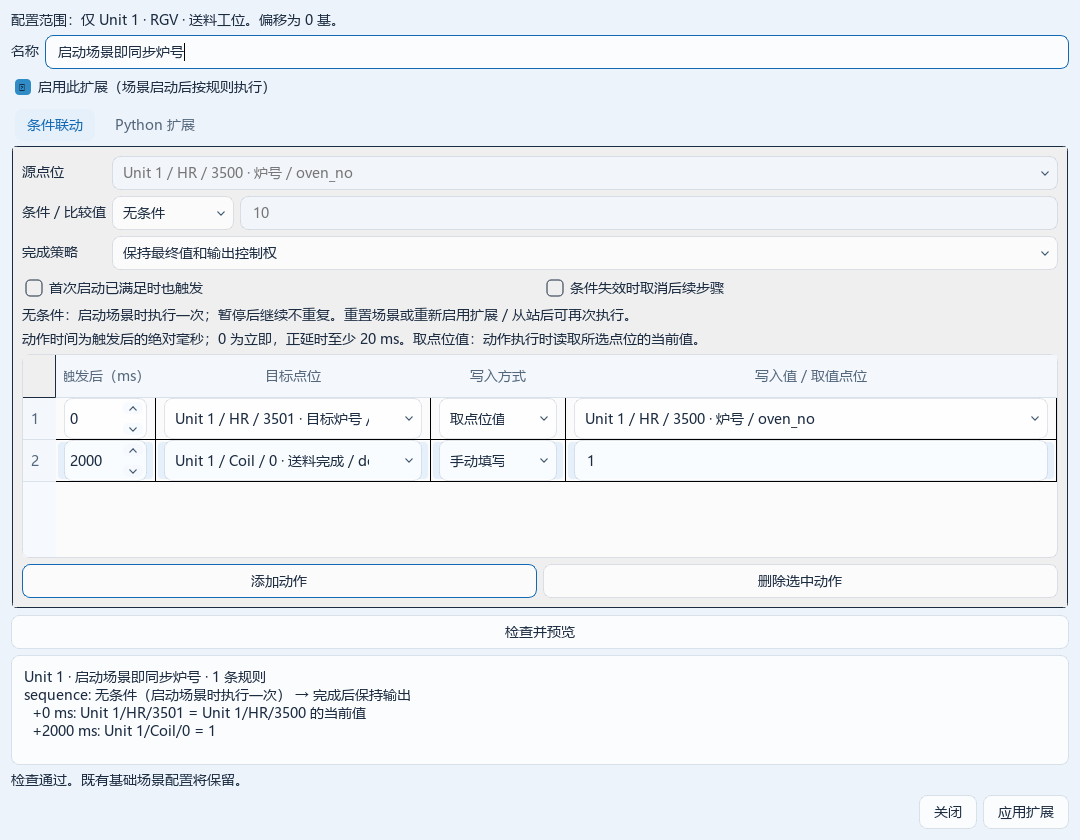 配置范围：仅 Unit 1 · RGV · 送料工位。偏移为 0 基。
名称 启动场景即同步炉号
启用此扩展（场景启动后按规则执行）
条件联动 Python 扩展
源点位 Unit 1 / HR / 3500 · 炉号 / oven_no
条件 / 比较值 无条件 10
完成策略 保持最终值和输出控制权
首次启动已满足时也触发 条件失效时取消后续步骤
无条件：启动场景时执行一次；暂停后继续不重复。重置场景或重新启用扩展 / 从站后可再次执行。
动作时间为触发后的绝对毫秒；0 为立即，正延时至少 20 ms。取点位值：动作执行时读取所选点位的当前值。
触发后（ms） 目标点位 写入方式 写入值 / 取值点位
1 0 Unit 1 / HR / 3501 · 目标炉号 / 取点位值 Unit 1 / HR / 3500 · 炉号 / oven_no
2 2000 Unit 1 / Coil / 0 · 送料完成 / 手动填写 1
添加动作 删除选中动作
检查并预览
Unit 1 · 启动场景即同步炉号 · 1 条规则
sequence: 无条件（启动场景时执行一次） → 完成后保持输出
+0 ms: Unit 1/HR/3501 = Unit 1/HR/3500 的当前值
+2000 ms: Unit 1/Coil/0 = 1
检查通过。既有基础场景配置将保留。
关闭 应用扩展